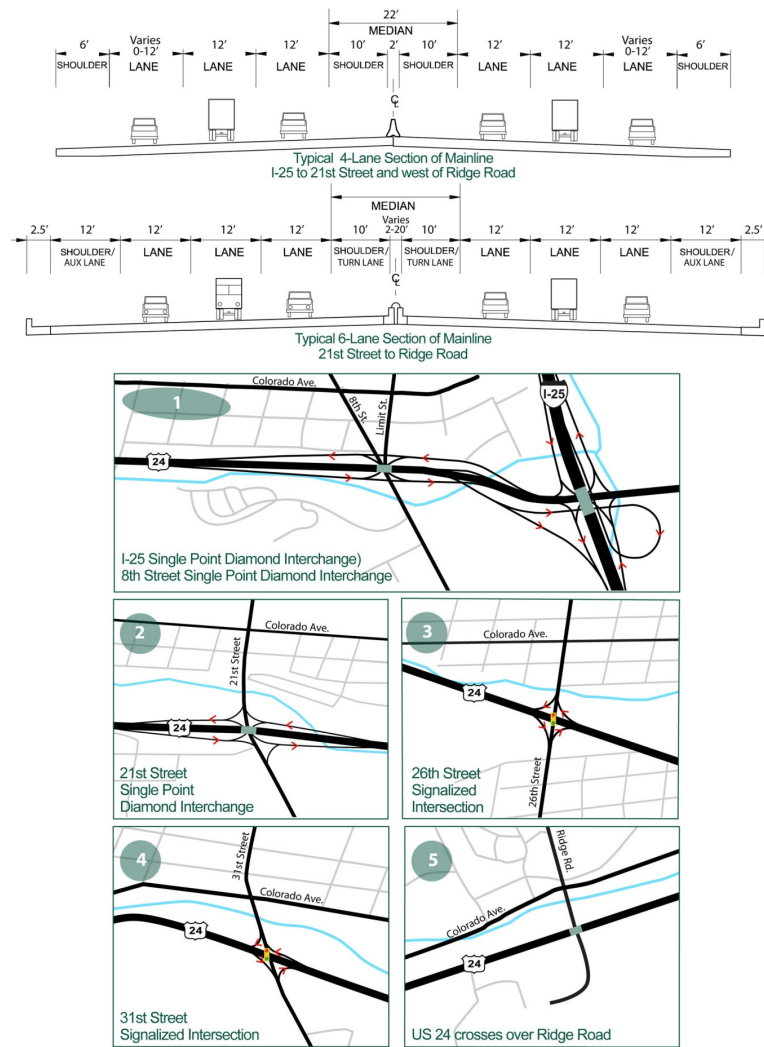 22'
MEDIAN
6' Varies 0-12' 12' 12' 10' 2' 10' 12' 12' Varies 0-12' 6'
SHOULDER LANE LANE LANE SHOULDER SHOULDER LANE LANE LANE SHOULDER
CL
Typical 4-Lane Section of Mainline
I-25 to 21st Street and west of Ridge Road
MEDIAN
Varies
2.5' 12' 12' 12' 12' 10' 2-20' 10' 12' 12' 12' 12' 2.5'
SHOULDER/ AUX LANE LANE LANE LANE SHOULDER/ TURN LANE SHOULDER/ TURN LANE LANE LANE LANE SHOULDER/ AUX LANE
CL
Typical 6-Lane Section of Mainline
21st Street to Ridge Road
1
Colorado Ave.
8th St.
Limit St.
I-25
24
I-25 Single Point Diamond Interchange)
8th Street Single Point Diamond Interchange
2
Colorado Ave.
21st Street
24
21st Street
Single Point
Diamond Interchange
3
Colorado Ave.
24
26th Street
26th Street
Signalized
Intersection
4
31st Street
Colorado Ave.
24
31st Street
Signalized Intersection
5
Ridge Rd.
Colorado Ave.
24
US 24 crosses over Ridge Road